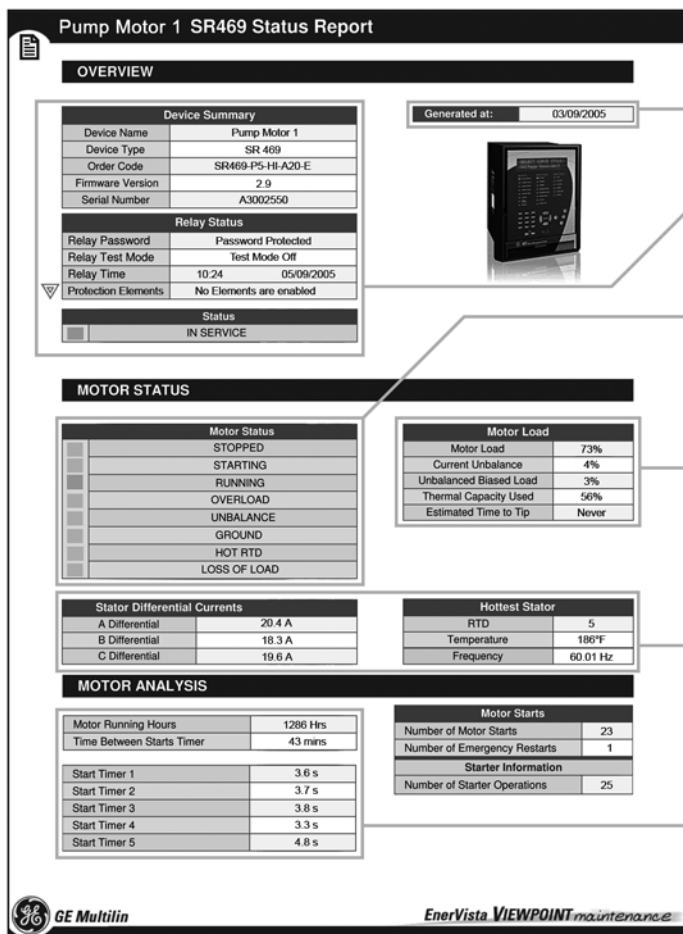 Pump Motor 1 SR469 Status Report
OVERVIEW
Device Summary
Device Name Pump Motor 1
Device Type SR 469
Order Code SR469-P5-HI-A20-E
Firmware Version 2.9
Serial Number A3002550
Relay Status
Relay Password Password Protected
Relay Test Mode Test Mode Off
Relay Time 10:24 05/09/2005
Protection Elements No Elements are enabled
Status
IN SERVICE
Generated at: 03/09/2005
MOTOR STATUS
Motor Status
STOPPED
STARTING
RUNNING
OVERLOAD
UNBALANCE
GROUND
HOT RTD
LOSS OF LOAD
Motor Load
Motor Load 73%
Current Unbalance 4%
Unbalanced Biased Load 3%
Thermal Capacity Used 56%
Estimated Time to Tip Never
Stator Differential Currents
A Differential 20.4 A
B Differential 18.3 A
C Differential 19.6 A
Hottest Stator
RTD 5
Temperature 186°F
Frequency 60.01 Hz
MOTOR ANALYSIS
Motor Running Hours 1286 Hrs
Time Between Starts Timer 43 mins
Start Timer 1 3.6 s
Start Timer 2 3.7 s
Start Timer 3 3.8 s
Start Timer 4 3.3 s
Start Timer 5 4.8 s
Motor Starts
Number of Motor Starts 23
Number of Emergency Restarts 1
Starter Information
Number of Starter Operations 25
GE Multilin
EnerVista VIEWPOINT maintenance